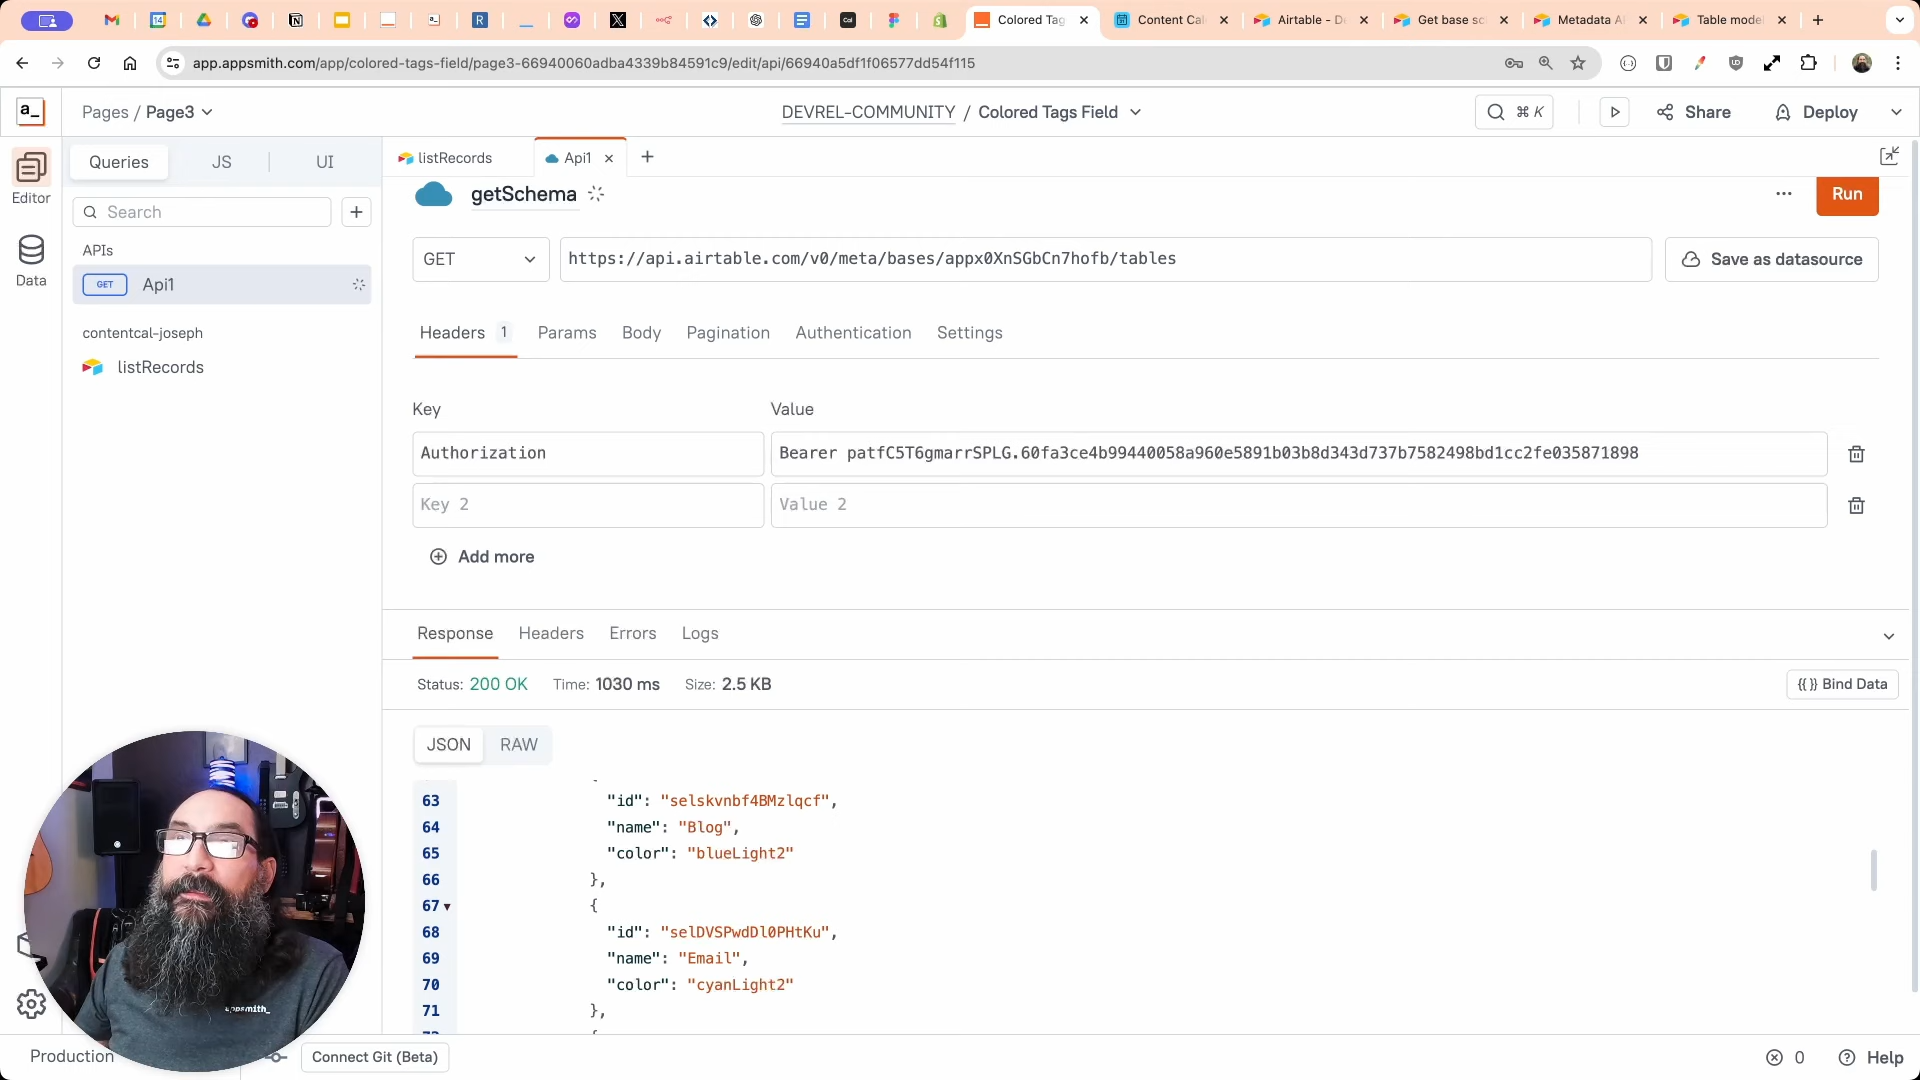 Colored Tag
Content Cal
Airtable - De
Get base sc
Metadata A
Table mode
app.appsmith.com/app/colored-tags-field/page3-66940060adba4339b84591c9/edit/api/66940a5df1f06577dd54f115
a_
Pages / Page3
DEVREL-COMMUNITY / Colored Tags Field
⌘ K
Share
Deploy
Queries
JS
UI
listRecords
Api1
Editor
Search
getSchema
Run
APIs
GET
Api1
Data
GET
https://api.airtable.com/v0/meta/bases/appx0XnSGbCn7hofb/tables
Save as datasource
contentcal-joseph
listRecords
Headers 1
Params
Body
Pagination
Authentication
Settings
Key
Value
Authorization
Bearer patfC5T6gmarrSPLG.60fa3ce4b99440058a960e5891b03b8d343d737b7582498bd1cc2fe035871898
Key 2
Value 2
Add more
Response
Headers
Errors
Logs
Status: 200 OK
Time: 1030 ms
Size: 2.5 KB
{{ }} Bind Data
JSON
RAW
63 "id": "selskvnbf4BMzlqcf",
64 "name": "Blog",
65 "color": "blueLight2"
66 },
67 {
68 "id": "selDVSPwdDl0PHtKu",
69 "name": "Email",
70 "color": "cyanLight2"
71 },
appsmith_
Production
Connect Git (Beta)
0
Help